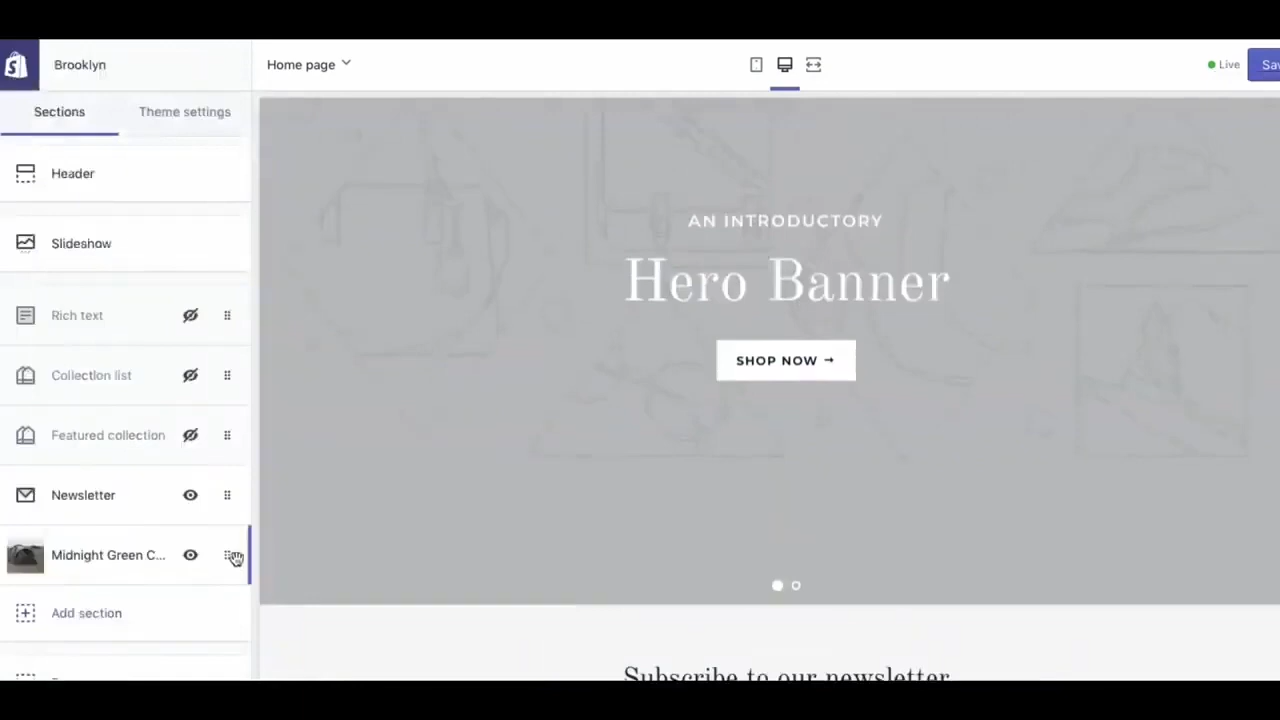 Brooklyn
Home page
Live
Sav
Sections
Theme settings
Header
Slideshow
Rich text
Collection list
Featured collection
Newsletter
Midnight Green C...
Add section
AN INTRODUCTORY
Hero Banner
SHOP NOW →
Subscribe to our newsletter